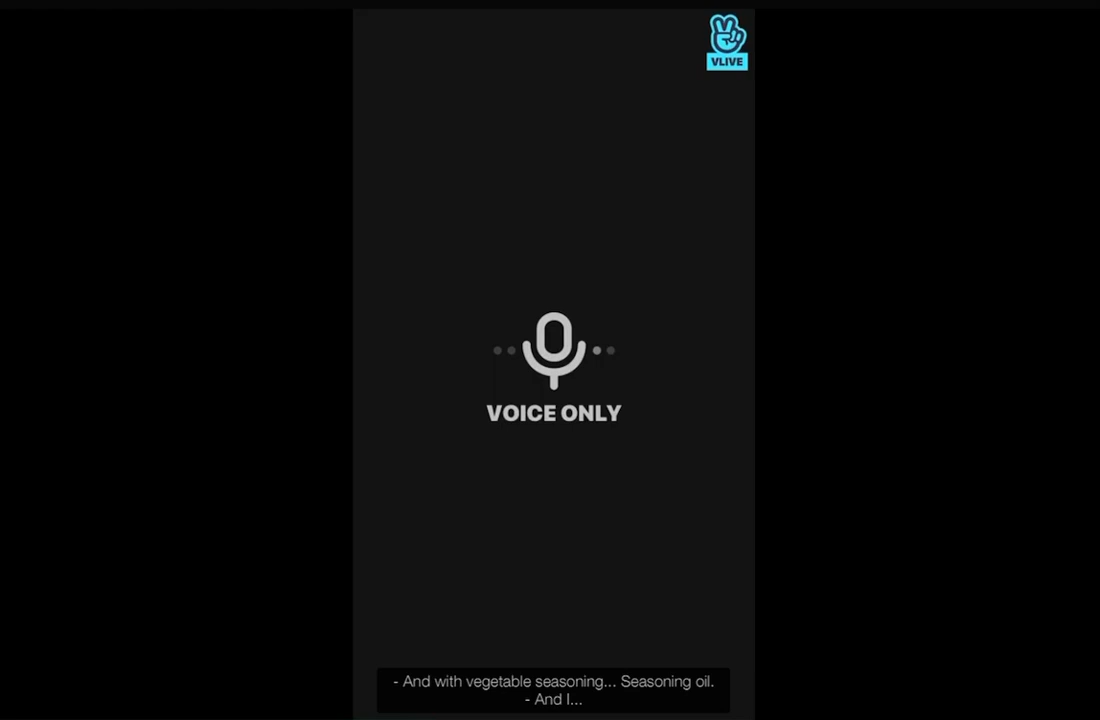 VLIVE
VOICE ONLY
- And with vegetable seasoning... Seasoning oil.
- And I...